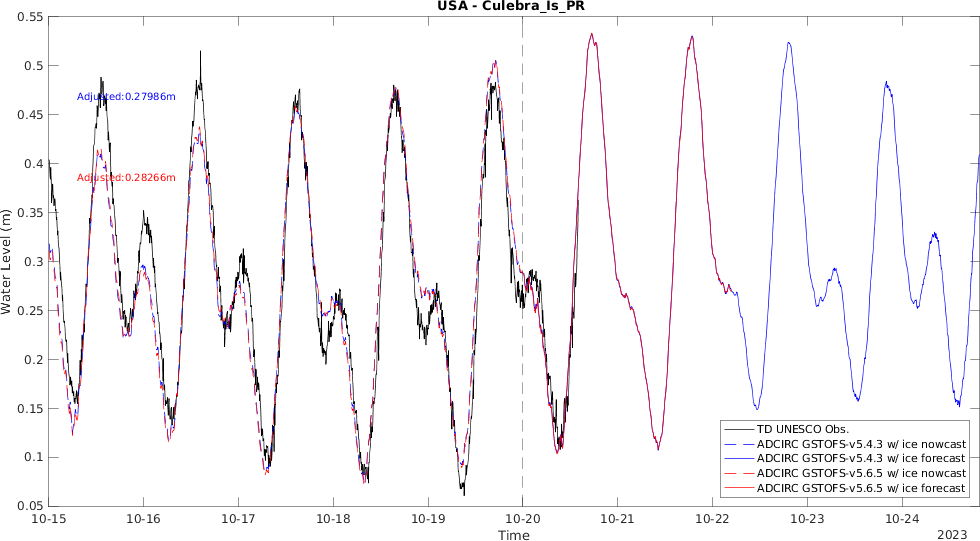 USA - Culebra_Is_PR
0.55
0.5
0.45
0.4
0.35
0.3
0.25
0.2
0.15
0.1
0.05
Water Level (m)
Adjusted:0.27986m
Adjusted:0.28266m
TD UNESCO Obs.
ADCIRC GSTOFS-v5.4.3 w/ ice nowcast
ADCIRC GSTOFS-v5.4.3 w/ ice forecast
ADCIRC GSTOFS-v5.6.5 w/ ice nowcast
ADCIRC GSTOFS-v5.6.5 w/ ice forecast
10-15 10-16 10-17 10-18 10-19 10-20 10-21 10-22 10-23 10-24
Time
2023